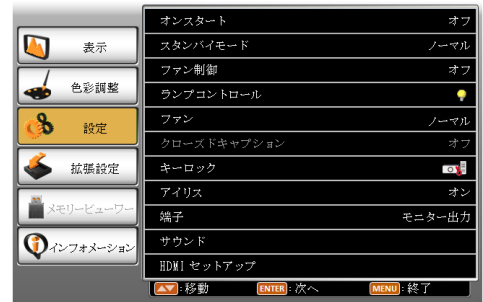 表示
色彩調整
設定
拡張設定
メモリービューワー
インフォメーション
オンスタート オフ
スタンバイモード ノーマル
ファン制御 オフ
ランプコントロール
ファン ノーマル
クローズドキャプション オフ
キーロック
アイリス オン
端子 モニター出力
サウンド
HDMI セットアップ
:移動 ENTER:次へ MENU:終了